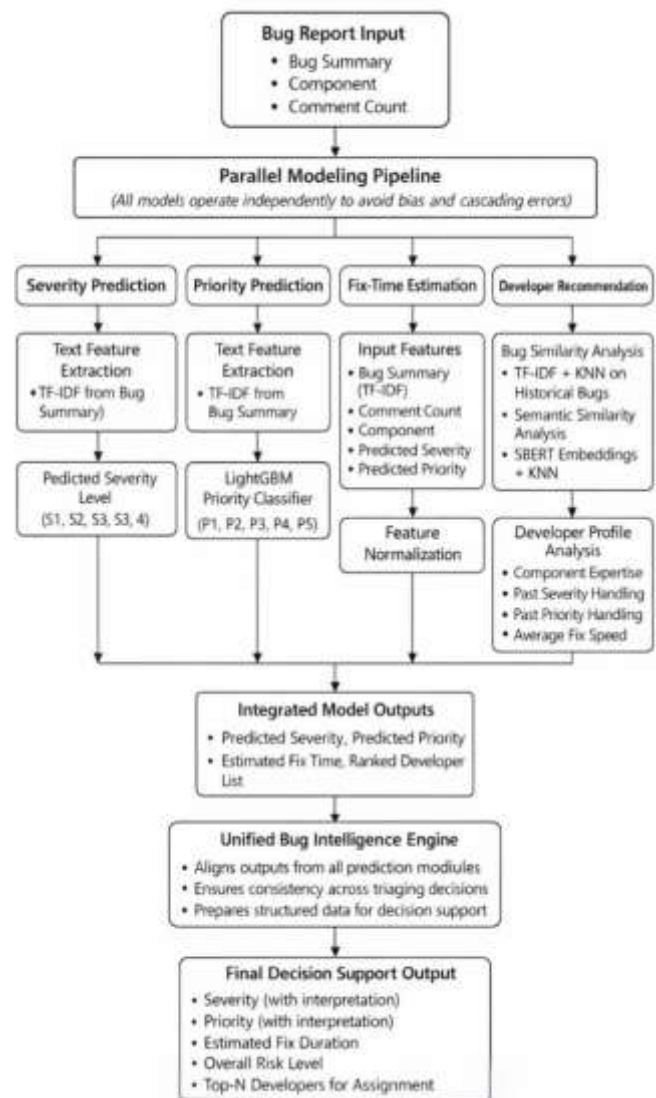 Bug Report Input
• Bug Summary
• Component
• Comment Count
Parallel Modeling Pipeline
(All models operate independently to avoid bias and cascading errors)
Severity Prediction
Text Feature
Extraction
• TF-IDF from Bug
Summary)
Pedicted Severity
Level
(S1, S2, S3, S3, 4)
Priority Prediction
Text Feature
Extraction
• TF-IDF from
Bug Summary
LightGBM
Priority Classifier
(P1, P2, P3, P4, P5)
Fix-Time Estimation
Input Features
• Bug Summary
(TF-IDF)
• Comment Count
• Component
• Predicted Severity
• Predicted Priority
Feature
Normalization
Developer Recommendation
Bug Similarity Analysis
• TF-IDF + KNN on
Historical Bugs
• Semantic Similarity
Analysis
• SBERT Embeddings
+ KNN
Developer Profile
Analysis
• Component Expertise
• Past Severity Handling
• Past Priority Handling
• Average Fix Speed
Integrated Model Outputs
• Predicted Severity, Predicted Priority
• Estimated Fix Time, Ranked Developer
List
Unified Bug Intelligence Engine
• Aligns outputs from all prediction modiules
• Ensures consistency across triaging decisions
• Prepares structured data for decision support
Final Decision Support Output
• Severity (with interpretation)
• Priority (with interpretation)
• Estimated Fix Duration
• Overall Risk Level
• Top-N Developers for Assignment